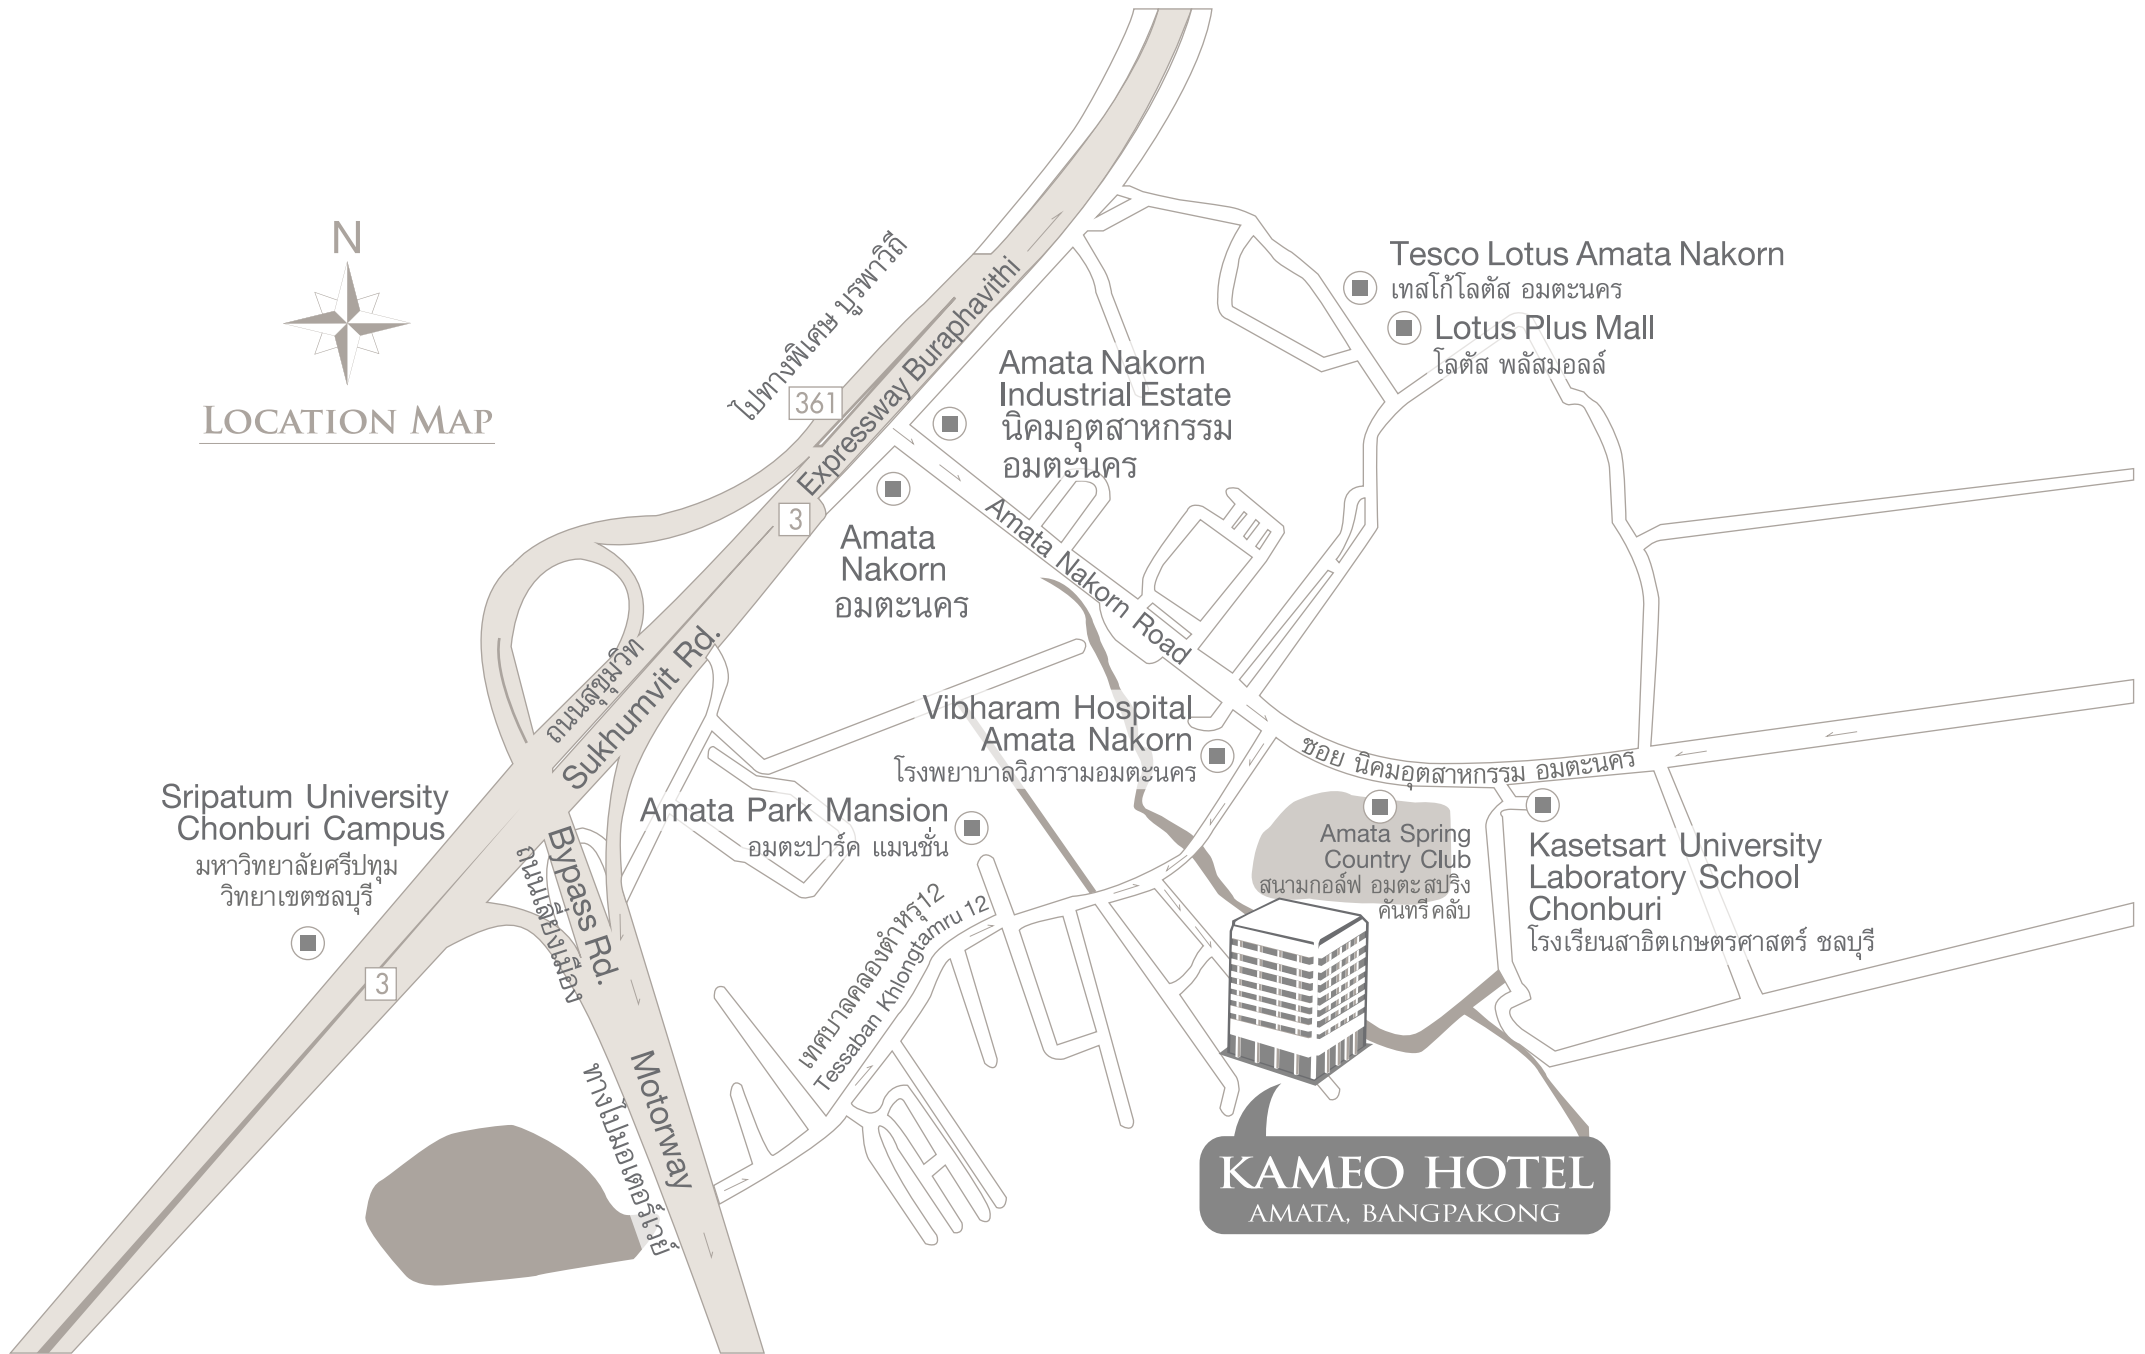 N
LOCATION MAP
ไปทางพิเศษ บูรพาวิถี
361
Expressway Buraphavithi
Tesco Lotus Amata Nakorn
เทสโก้โลตัส อมตะนคร
Lotus Plus Mall
โลตัส พลัสมอลล์
Amata Nakorn
Industrial Estate
นิคมอุตสาหกรรม
อมตะนคร
3
Amata
Nakorn
อมตะนคร
Amata Nakorn Road
ถนนสุขุมวิท
Sukhumvit Rd.
Vibharam Hospital
Amata Nakorn
โรงพยาบาลวิภารามอมตะนคร
ซอย นิคมอุตสาหกรรม อมตะนคร
Sripatum University
Chonburi Campus
มหาวิทยาลัยศรีปทุม
วิทยาเขตชลบุรี
Amata Park Mansion
อมตะปาร์ค แมนชั่น
Amata Spring
Country Club
สนามกอล์ฟ อมตะ สปริง
คันทรี คลับ
Kasetsart University
Laboratory School
Chonburi
โรงเรียนสาธิตเกษตรศาสตร์ ชลบุรี
Bypass Rd.
ถนนเลี่ยงเมือง
3
เทศบาลคลองตำหรุ 12
Tessaban Khlongtamru 12
Motorway
ทางไปมอเตอร์เวย์
KAMEO HOTEL
AMATA, BANGPAKONG